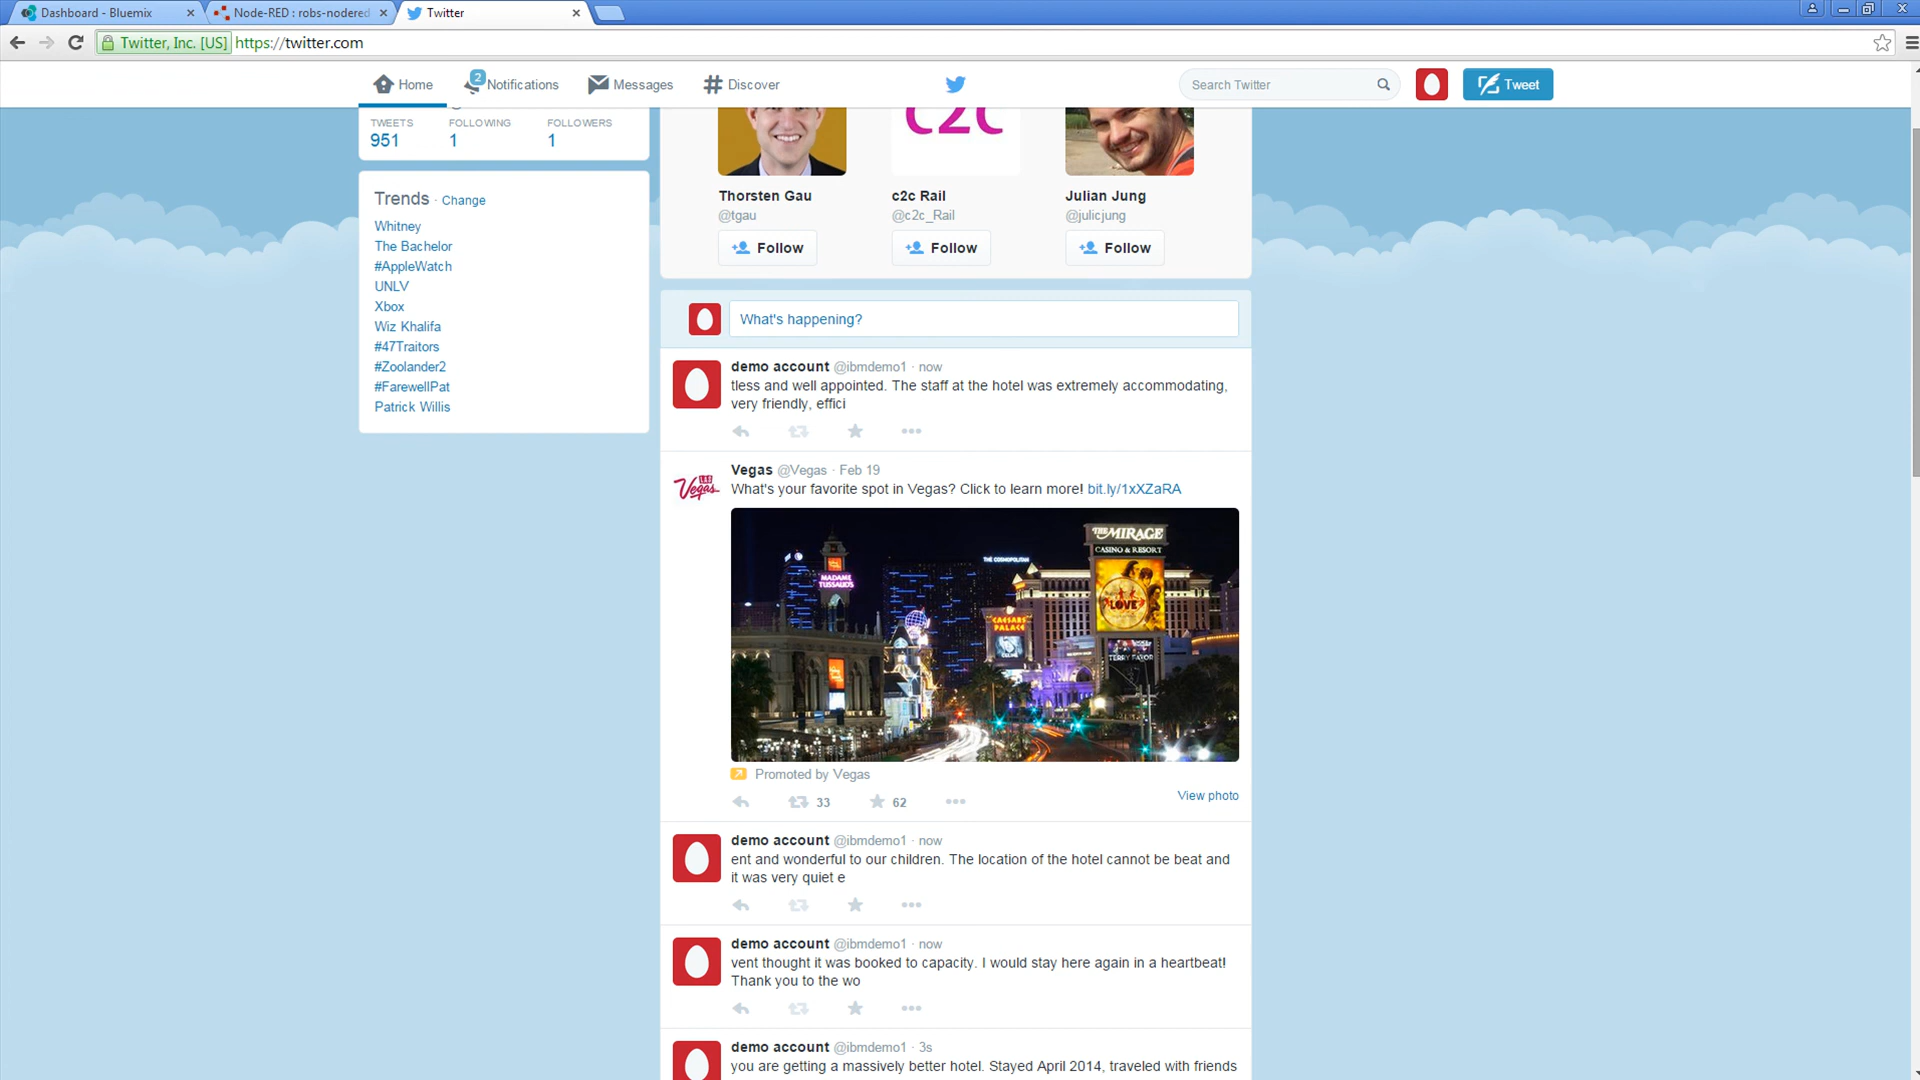 Dashboard - Bluemix
Node-RED : robs-nodered
Twitter
Twitter, Inc. [US]
https://twitter.com
Home
2
Notifications
Messages
Discover
Search Twitter
Tweet
TWEETS
951
FOLLOWING
1
FOLLOWERS
1
Trends · Change
Whitney
The Bachelor
#AppleWatch
UNLV
Xbox
Wiz Khalifa
#47Traitors
#Zoolander2
#FarewellPat
Patrick Willis
c2c
Thorsten Gau
@tgau
Follow
c2c Rail
@c2c_Rail
Follow
Julian Jung
@julicjung
Follow
What's happening?
demo account @ibmdemo1 · now
tless and well appointed. The staff at the hotel was extremely accommodating,
very friendly, effici
Vegas @Vegas · Feb 19
What's your favorite spot in Vegas? Click to learn more! bit.ly/1xXZaRA
LAS
Vegas
THE MIRAGE
CASINO & RESORT
THE COSMOPOLITAN
MADAME
TUSSAUDS
LOVE
CAESARS
PALACE
TERRY FATOR
Promoted by Vegas
33
62
View photo
demo account @ibmdemo1 · now
ent and wonderful to our children. The location of the hotel cannot be beat and
it was very quiet e
demo account @ibmdemo1 · now
vent thought it was booked to capacity. I would stay here again in a heartbeat!
Thank you to the wo
demo account @ibmdemo1 · 3s
you are getting a massively better hotel. Stayed April 2014, traveled with friends